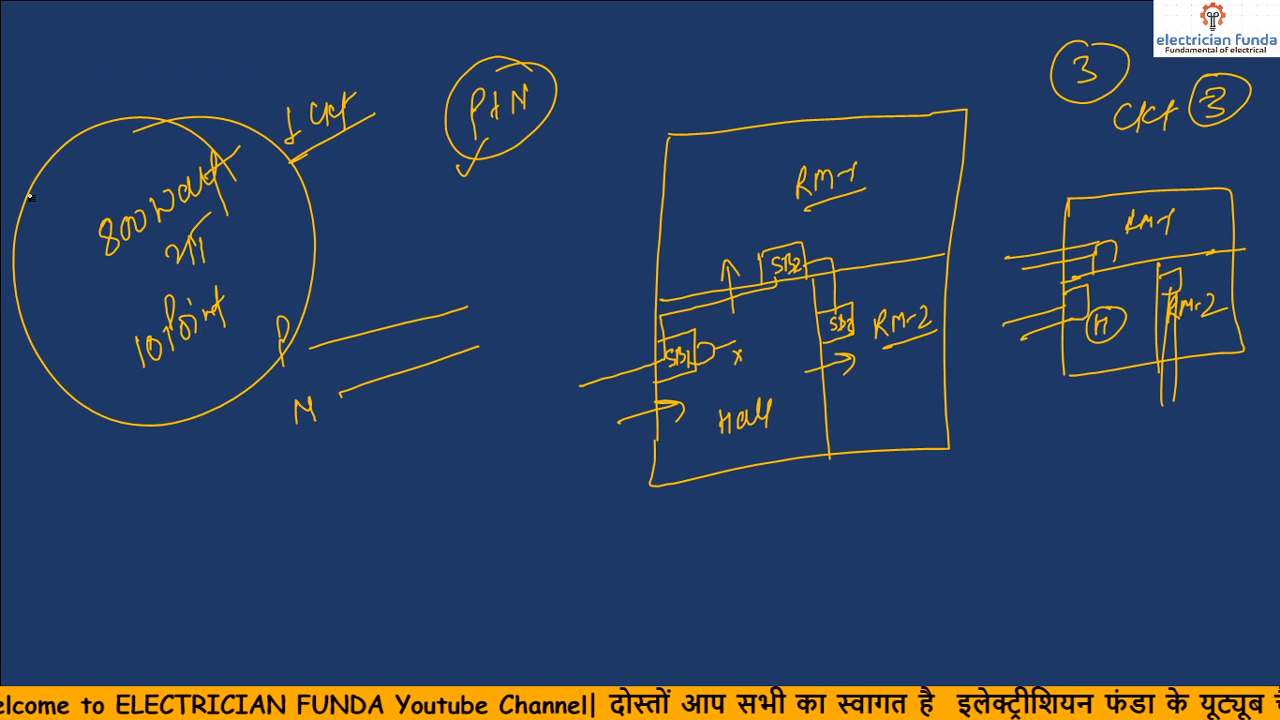 electrician funda
Fundamental of electrical
3
Ckt 3
1 Ckt
P+N
800 watt
या
10 Point
P
N
RM-1
SB2
SB1
RM-2
Hall
RM-1
H
RM-2
elcome to ELECTRICIAN FUNDA Youtube Channel| दोस्तों आप सभी का स्वागत है इलेक्ट्रीशियन फंडा के यूट्यूब